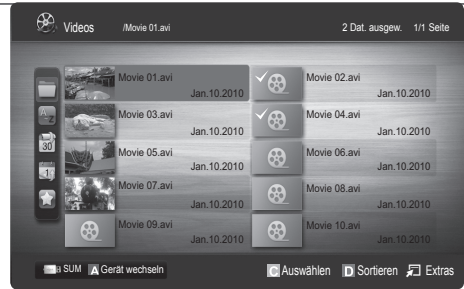 Videos /Movie 01.avi 2 Dat. ausgew. 1/1 Seite
Movie 01.avi Movie 02.avi
Jan.10.2010 Jan.10.2010
Movie 03.avi Movie 04.avi
Jan.10.2010 Jan.10.2010
Movie 05.avi Movie 06.avi
Jan.10.2010 Jan.10.2010
Movie 07.avi Movie 08.avi
Jan.10.2010 Jan.10.2010
Movie 09.avi Movie 10.avi
Jan.10.2010 Jan.10.2010
A Z
30
1
SUM A Gerät wechseln C Auswählen D Sortieren Extras